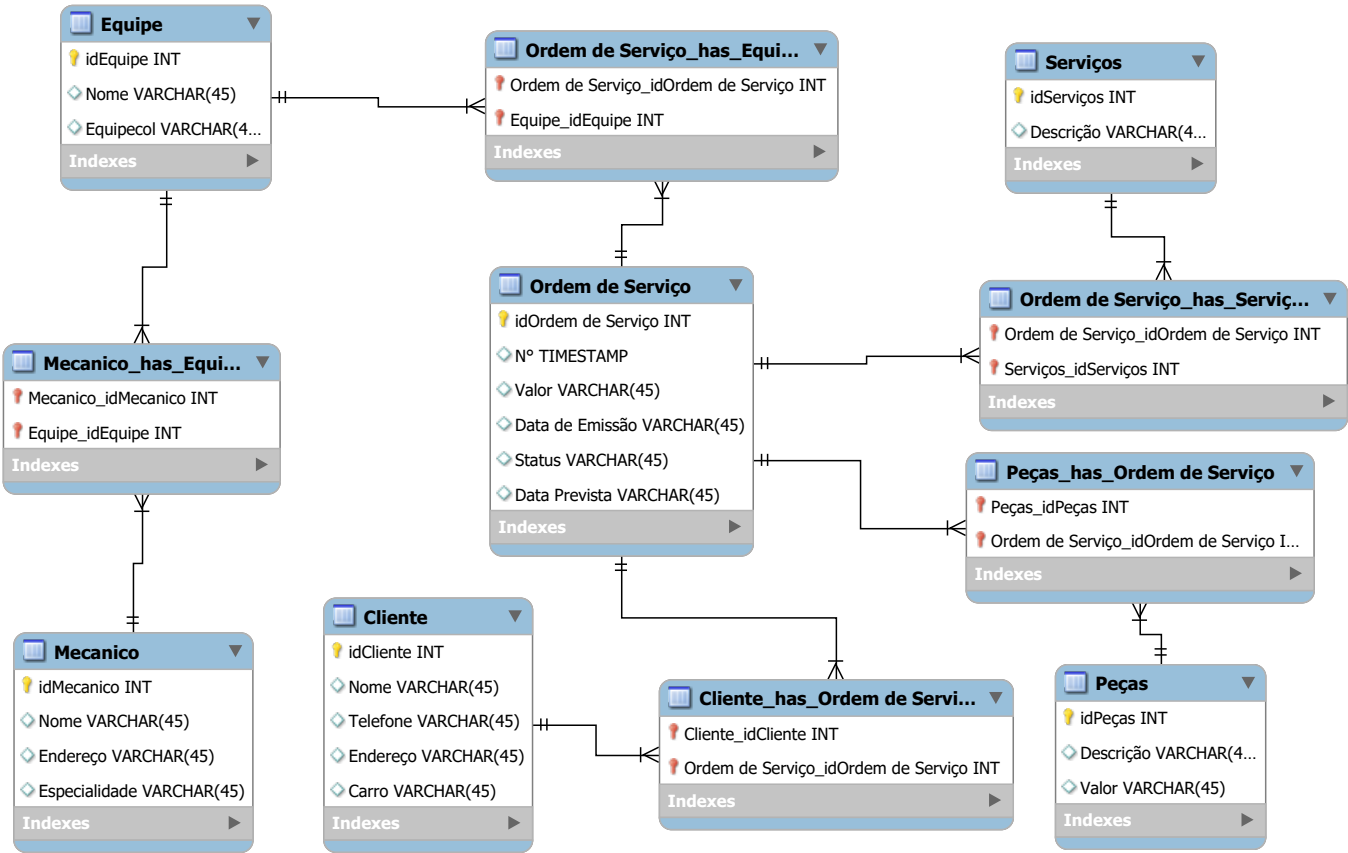 Equipe
idEquipe INT
Nome VARCHAR(45)
Equipecol VARCHAR(4...
Indexes
Ordem de Serviço_has_Equi...
Ordem de Serviço_idOrdem de Serviço INT
Equipe_idEquipe INT
Indexes
Serviços
idServiços INT
Descrição VARCHAR(4...
Indexes
Ordem de Serviço
idOrdem de Serviço INT
Nº TIMESTAMP
Valor VARCHAR(45)
Data de Emissão VARCHAR(45)
Status VARCHAR(45)
Data Prevista VARCHAR(45)
Indexes
Ordem de Serviço_has_Serviç...
Ordem de Serviço_idOrdem de Serviço INT
Serviços_idServiços INT
Indexes
Mecanico_has_Equi...
Mecanico_idMecanico INT
Equipe_idEquipe INT
Indexes
Peças_has_Ordem de Serviço
Peças_idPeças INT
Ordem de Serviço_idOrdem de Serviço I...
Indexes
Mecanico
idMecanico INT
Nome VARCHAR(45)
Endereço VARCHAR(45)
Especialidade VARCHAR(45)
Indexes
Cliente
idCliente INT
Nome VARCHAR(45)
Telefone VARCHAR(45)
Endereço VARCHAR(45)
Carro VARCHAR(45)
Indexes
Cliente_has_Ordem de Servi...
Cliente_idCliente INT
Ordem de Serviço_idOrdem de Serviço INT
Indexes
Peças
idPeças INT
Descrição VARCHAR(4...
Valor VARCHAR(45)
Indexes